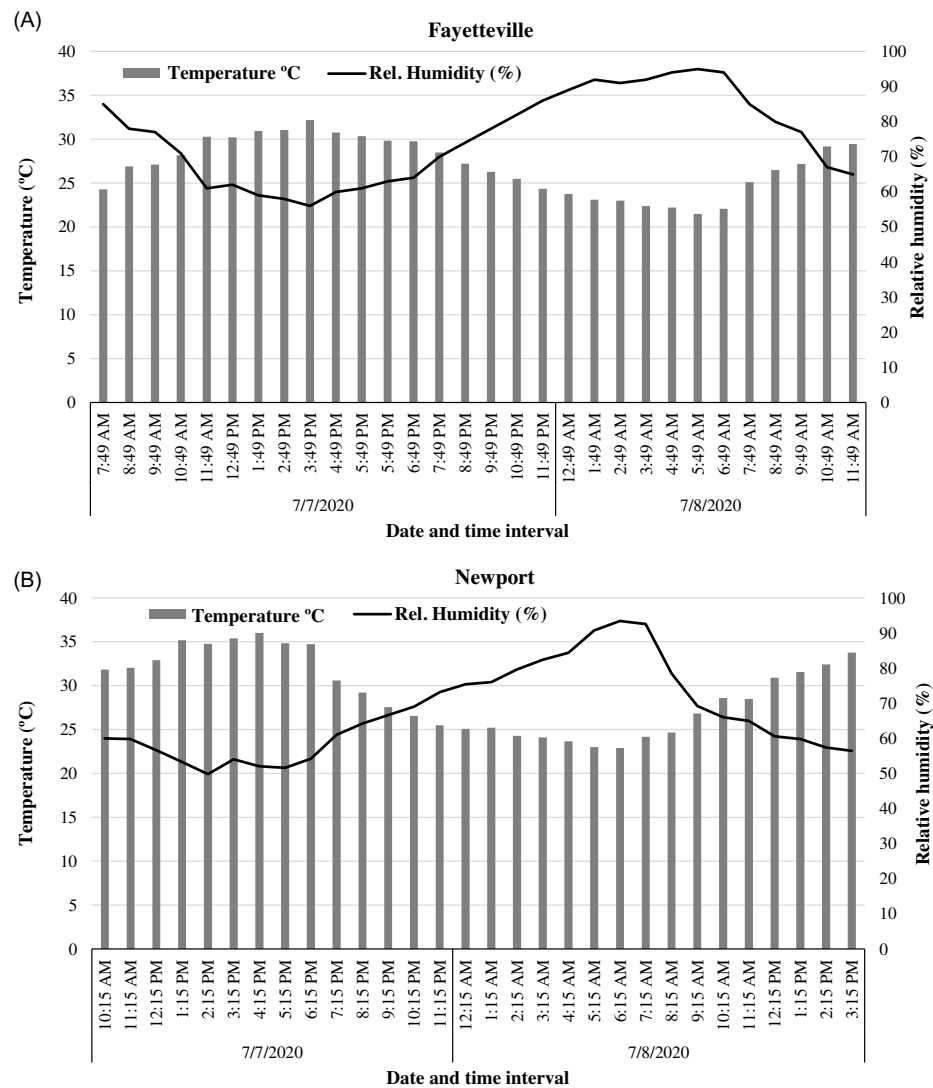 (A)
Fayetteville
Temperature ºC
Rel. Humidity (%)
40
35
30
25
20
15
10
5
0
Temperature (ºC)
100
90
80
70
60
50
40
30
20
10
0
Relative humidity (%)
7:49 AM
8:49 AM
9:49 AM
10:49 AM
11:49 AM
12:49 PM
1:49 PM
2:49 PM
3:49 PM
4:49 PM
5:49 PM
5:49 PM
6:49 PM
7:49 PM
8:49 PM
9:49 PM
10:49 PM
11:49 PM
12:49 AM
1:49 AM
2:49 AM
3:49 AM
4:49 AM
5:49 AM
6:49 AM
7:49 AM
8:49 AM
9:49 AM
10:49 AM
11:49 AM
7/7/2020
7/8/2020
Date and time interval
(B)
Newport
Temperature ºC
Rel. Humidity (%)
40
35
30
25
20
15
10
5
0
Temperature (ºC)
100
90
80
70
60
50
40
30
20
10
0
Relative humidity (%)
10:15 AM
11:15 AM
12:15 PM
1:15 PM
2:15 PM
3:15 PM
4:15 PM
5:15 PM
6:15 PM
7:15 PM
8:15 PM
9:15 PM
10:15 PM
11:15 PM
12:15 AM
1:15 AM
2:15 AM
3:15 AM
4:15 AM
5:15 AM
6:15 AM
7:15 AM
8:15 AM
9:15 AM
10:15 AM
11:15 AM
12:15 PM
1:15 PM
2:15 PM
3:15 PM
7/7/2020
7/8/2020
Date and time interval